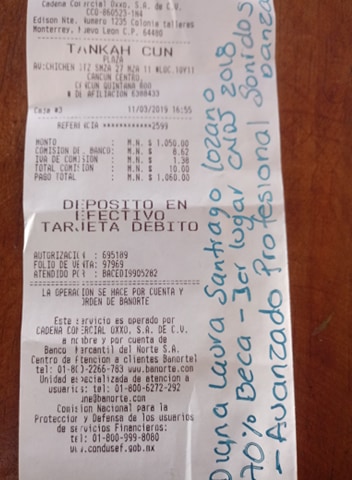 Cadena Comercial Oxxo, S.A. de C.V.
CCO-860523-1N4
Edison Nte. Numero 1235 Colonia talleres
Monterrey, Nuevo Leon C.P. 64480
TANKAH CUN
PLAZA
AV:CHICHEN ITZ SMZA 27 MZA 11 #LOC.10Y11
CANCUN CENTRO,
CANCUN QUINTANA ROO
# DE AFILIACION 6388433
Caja #3 11/03/2019 16:55
REFERENCIA ************2599
MONTO : M.N. $ 1,050.00
COMISION DE BANCO: M.N. $ 8.62
IVA DE COMISION : M.N. $ 1.38
TOTAL COMISION : M.N. $ 10.00
PAGO TOTAL : M.N. $ 1,060.00
DEPOSITO EN
EFECTIVO
TARJETA DEBITO
AUTORIZACION : 695189
FOLIO DE VENTA: 97969
ATENDIDO POR : BACEDI19905282
LA OPERACION SE HACE POR CUENTA Y
ORDEN DE BANORTE
Este servicio es operado por
CADENA COMERCIAL OXXO, S.A. DE C.V.
a nombre y por cuenta de
Banco Mercantil del Norte S.A.
Centro de Atencion a clientes Banortel
tel: 01-800-2266-783 www.banorte.com
Unidad especializada de atencion a
usuarios: tel: 01-800-6272-292
une@banorte.com
Comision Nacional para la
Proteccion y Defensa de los usuarios
de servicios Financieros:
tel: 01-800-999-8080
www.condusef.gob.mx
Digna Laura Santiago Lozano
70% Beca - 3er lugar CNDS 2018
- Avanzado Profesional Sonidos
Danza